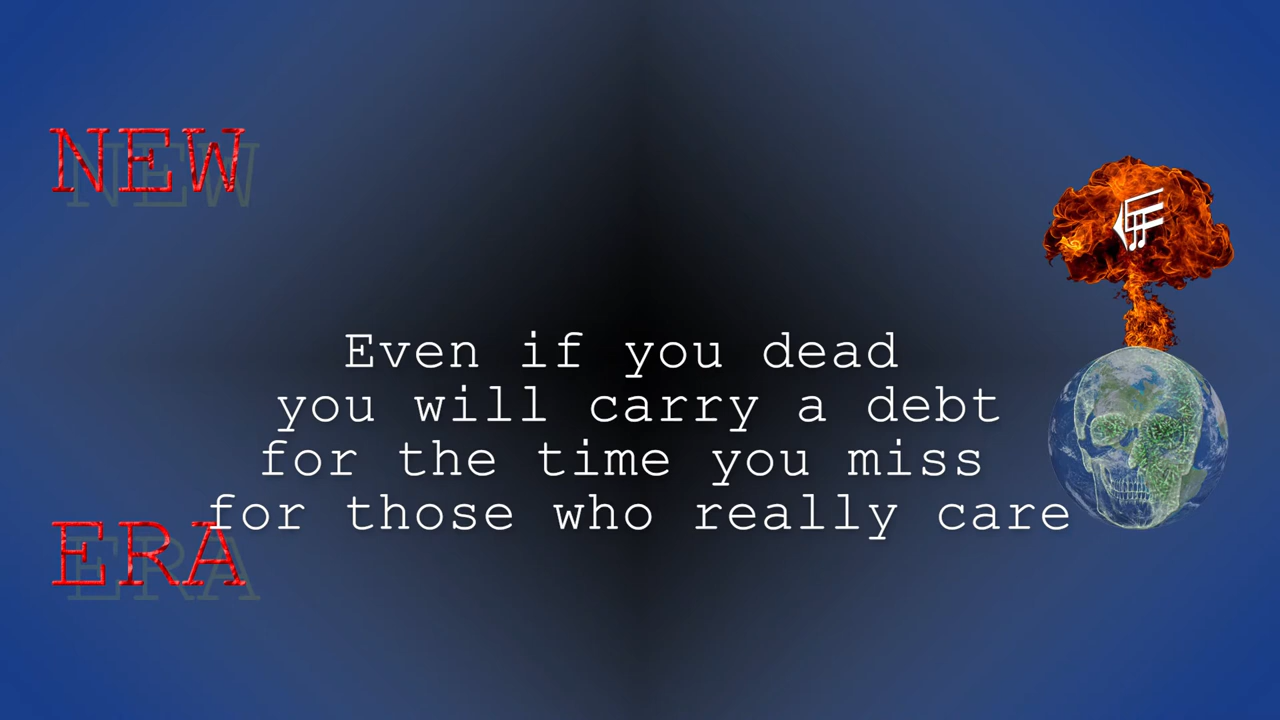 NEW
Even if you dead
you will carry a debt
for the time you miss
for those who really care
ERA